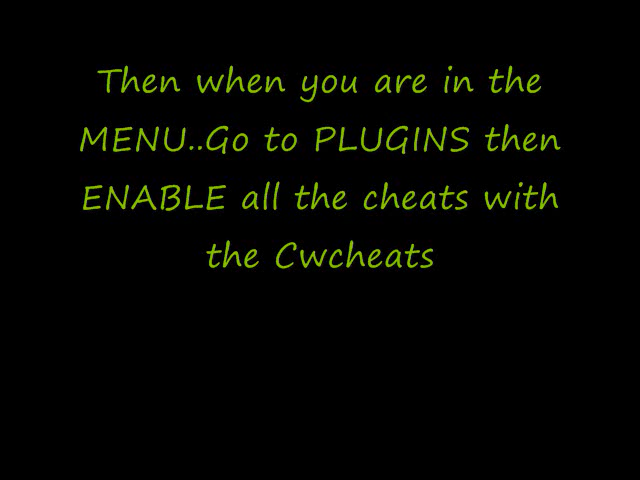 Then when you are in the
MENU..Go to PLUGINS then
ENABLE all the cheats with
the Cwcheats